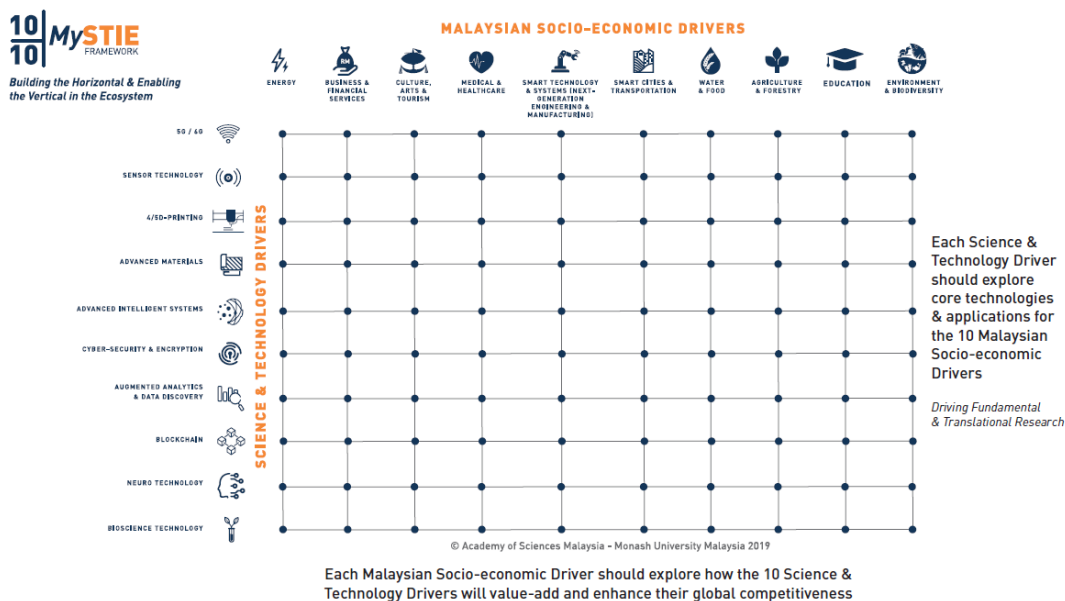 10
10
MySTIE
FRAMEWORK
Building the Horizontal & Enabling
the Vertical in the Ecosystem
MALAYSIAN SOCIO-ECONOMIC DRIVERS
ENERGY
RM
BUSINESS &
FINANCIAL
SERVICES
CULTURE,
ARTS &
TOURISM
MEDICAL &
HEALTHCARE
SMART TECHNOLOGY
& SYSTEMS (NEXT-
GENERATION
ENGINEERING &
MANUFACTURING)
SMART CITIES &
TRANSPORTATION
WATER
& FOOD
AGRICULTURE
& FORESTRY
EDUCATION
ENVIRONMENT
& BIODIVERSITY
SCIENCE & TECHNOLOGY DRIVERS
5G / 6G
SENSOR TECHNOLOGY
4/5D-PRINTING
ADVANCED MATERIALS
ADVANCED INTELLIGENT SYSTEMS
CYBER-SECURITY & ENCRYPTION
AUGMENTED ANALYTICS
& DATA DISCOVERY
BLOCKCHAIN
NEURO TECHNOLOGY
BIOSCIENCE TECHNOLOGY
Each Science &
Technology Driver
should explore
core technologies
& applications for
the 10 Malaysian
Socio-economic
Drivers
Driving Fundamental
& Translational Research
© Academy of Sciences Malaysia - Monash University Malaysia 2019
Each Malaysian Socio-economic Driver should explore how the 10 Science &
Technology Drivers will value-add and enhance their global competitiveness